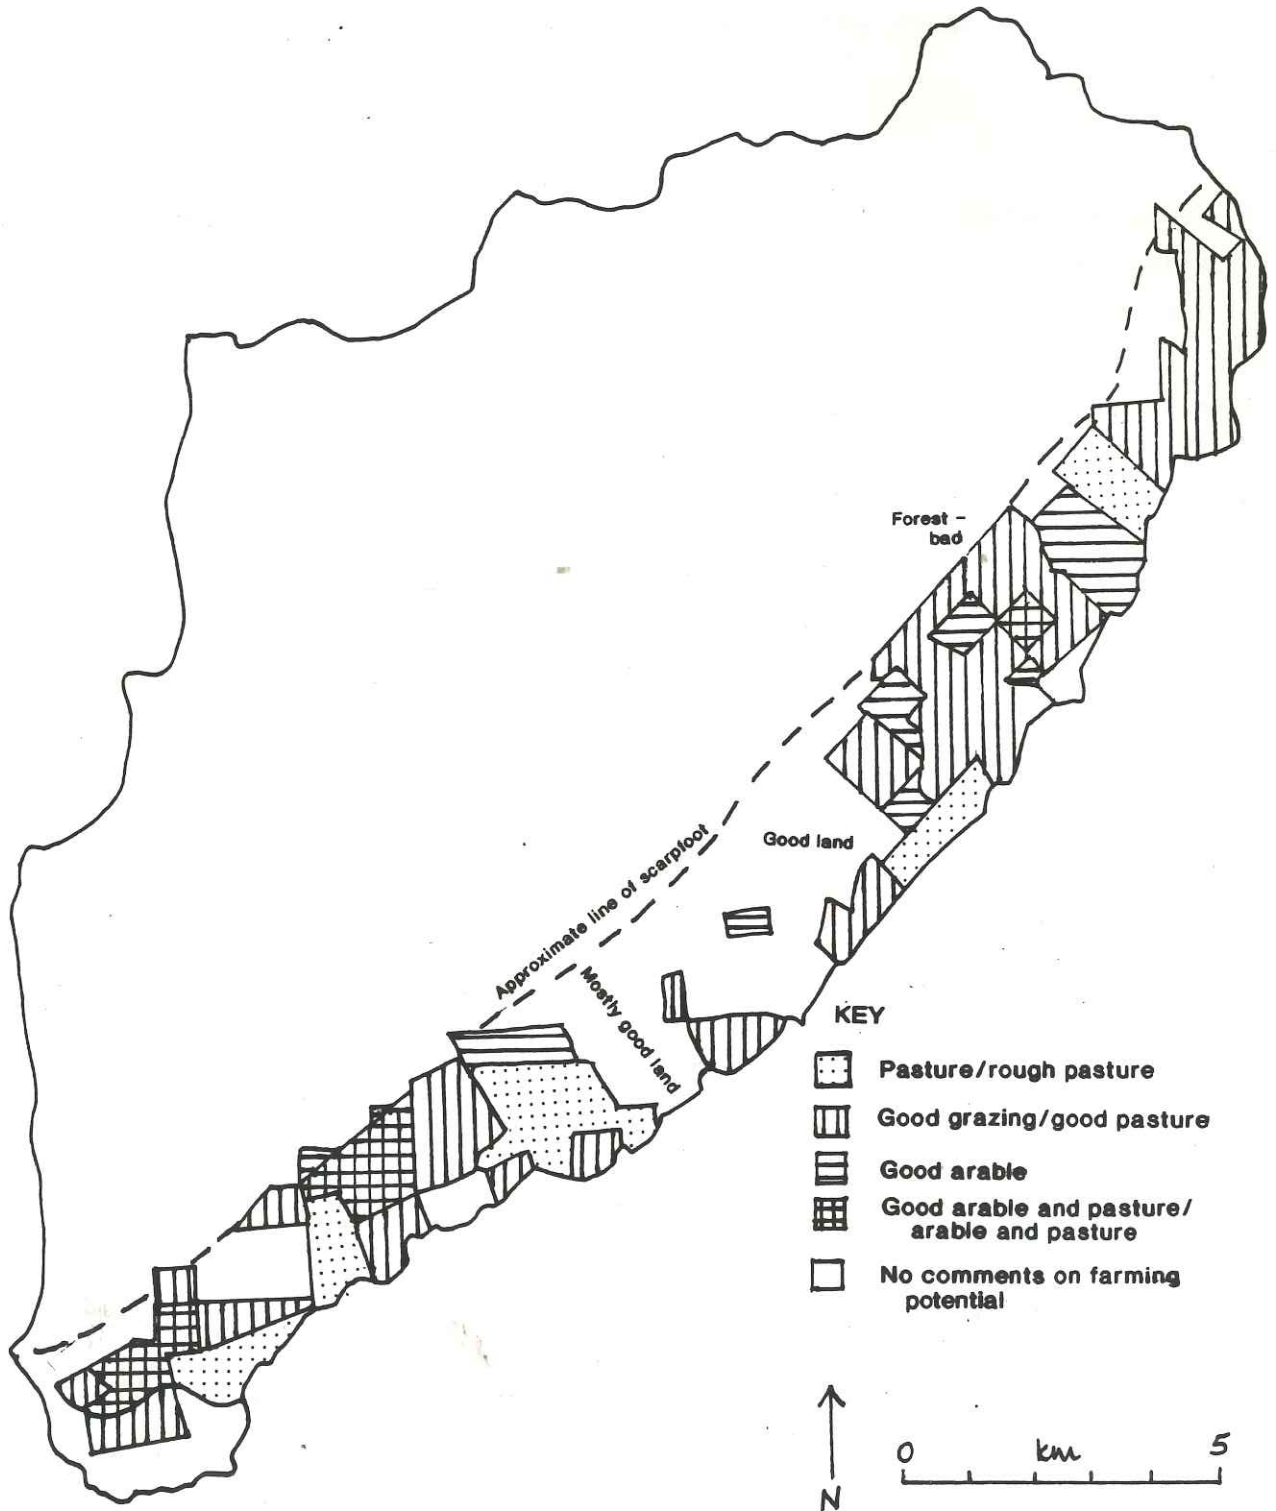 Forest –
bad
Good land
Approximate line of scarpfoot
Mostly good land
KEY
Pasture/rough pasture
Good grazing/good pasture
Good arable
Good arable and pasture/
arable and pasture
No comments on farming
potential
0 km 5
N